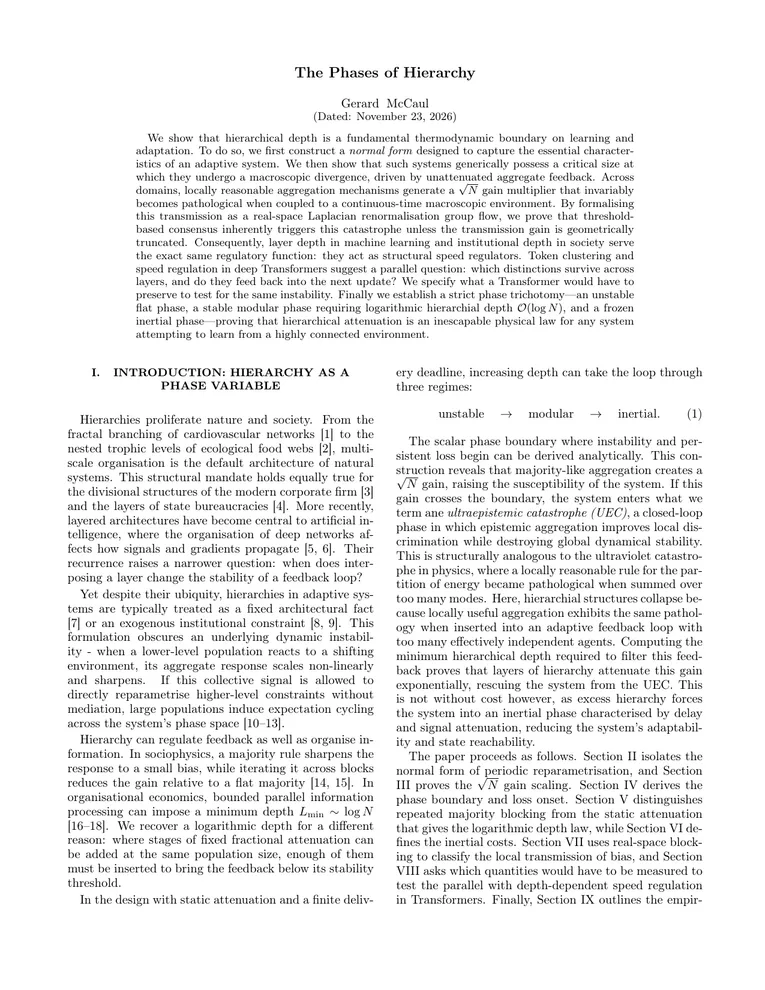 The Phases of Hierarchy
Gerard McCaul
(Dated: November 23, 2026)
We show that hierarchical depth is a fundamental thermodynamic boundary on learning and
adaptation. To do so, we first construct a normal form designed to capture the essential character-
istics of an adaptive system. We then show that such systems generically possess a critical size at
which they undergo a macroscopic divergence, driven by unattenuated aggregate feedback. Across
domains, locally reasonable aggregation mechanisms generate a √N gain multiplier that invariably
becomes pathological when coupled to a continuous-time macroscopic environment. By formalising
this transmission as a real-space Laplacian renormalisation group flow, we prove that threshold-
based consensus inherently triggers this catastrophe unless the transmission gain is geometrically
truncated. Consequently, layer depth in machine learning and institutional depth in society serve
the exact same regulatory function: they act as structural speed regulators. Token clustering and
speed regulation in deep Transformers suggest a parallel question: which distinctions survive across
layers, and do they feed back into the next update? We specify what a Transformer would have to
preserve to test for the same instability. Finally we establish a strict phase trichotomy—an unstable
flat phase, a stable modular phase requiring logarithmic hierarchial depth O(log N), and a frozen
inertial phase—proving that hierarchical attenuation is an inescapable physical law for any system
attempting to learn from a highly connected environment.
I. INTRODUCTION: HIERARCHY AS A
PHASE VARIABLE
Hierarchies proliferate nature and society. From the
fractal branching of cardiovascular networks [1] to the
nested trophic levels of ecological food webs [2], multi-
scale organisation is the default architecture of natural
systems. This structural mandate holds equally true for
the divisional structures of the modern corporate firm [3]
and the layers of state bureaucracies [4]. More recently,
layered architectures have become central to artificial in-
telligence, where the organisation of deep networks af-
fects how signals and gradients propagate [5, 6]. Their
recurrence raises a narrower question: when does inter-
posing a layer change the stability of a feedback loop?
Yet despite their ubiquity, hierarchies in adaptive sys-
tems are typically treated as a fixed architectural fact
[7] or an exogenous institutional constraint [8, 9]. This
formulation obscures an underlying dynamic instabil-
ity - when a lower-level population reacts to a shifting
environment, its aggregate response scales non-linearly
and sharpens. If this collective signal is allowed to
directly reparametrise higher-level constraints without
mediation, large populations induce expectation cycling
across the system's phase space [10–13].
Hierarchy can regulate feedback as well as organise in-
formation. In sociophysics, a majority rule sharpens the
response to a small bias, while iterating it across blocks
reduces the gain relative to a flat majority [14, 15]. In
organisational economics, bounded parallel information
processing can impose a minimum depth Lmin ∼ log N
[16–18]. We recover a logarithmic depth for a different
reason: where stages of fixed fractional attenuation can
be added at the same population size, enough of them
must be inserted to bring the feedback below its stability
threshold.
In the design with static attenuation and a finite deliv-
ery deadline, increasing depth can take the loop through
three regimes:
unstable → modular → inertial. (1)
The scalar phase boundary where instability and per-
sistent loss begin can be derived analytically. This con-
struction reveals that majority-like aggregation creates a
√N gain, raising the susceptibility of the system. If this
gain crosses the boundary, the system enters what we
term ane ultraepistemic catastrophe (UEC), a closed-loop
phase in which epistemic aggregation improves local dis-
crimination while destroying global dynamical stability.
This is structurally analogous to the ultraviolet catastro-
phe in physics, where a locally reasonable rule for the par-
tition of energy became pathological when summed over
too many modes. Here, hierarchial structures collapse be-
cause locally useful aggregation exhibits the same pathol-
ogy when inserted into an adaptive feedback loop with
too many effectively independent agents. Computing the
minimum hierarchical depth required to filter this feed-
back proves that layers of hierarchy attenuate this gain
exponentially, rescuing the system from the UEC. This
is not without cost however, as excess hierarchy forces
the system into an inertial phase characterised by delay
and signal attenuation, reducing the system's adaptabil-
ity and state reachability.
The paper proceeds as follows. Section II isolates the
normal form of periodic reparametrisation, and Section
III proves the √N gain scaling. Section IV derives the
phase boundary and loss onset. Section V distinguishes
repeated majority blocking from the static attenuation
that gives the logarithmic depth law, while Section VI de-
fines the inertial costs. Section VII uses real-space block-
ing to classify the local transmission of bias, and Section
VIII asks which quantities would have to be measured to
test the parallel with depth-dependent speed regulation
in Transformers. Finally, Section IX outlines the empir-